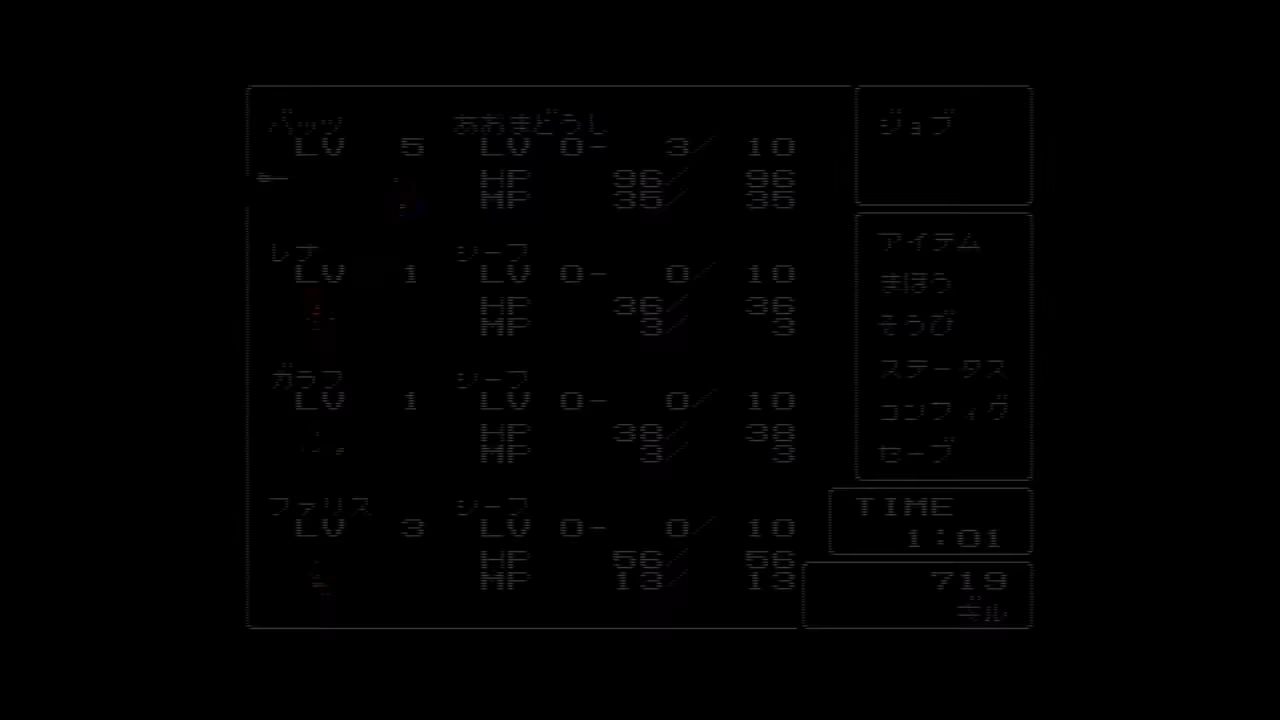 バッツ あおまどうし
LV 5 LV 0- 3/ 10
HP 96/ 96
MP 36/ 36
レナ シーフ
LV 1 LV 0- 0/ 10
HP 36/ 36
MP 3/ 3
ガラフ シーフ
LV 1 LV 0- 0/ 10
HP 38/ 38
MP 3/ 3
ファリス シーフ
LV 3 LV 0- 0/ 10
HP 56/ 56
MP 13/ 13
ジョブ
アイテム
まほう
そうび
ステータス
コンフィグ
セーブ
TIME
1:01
719
ギル